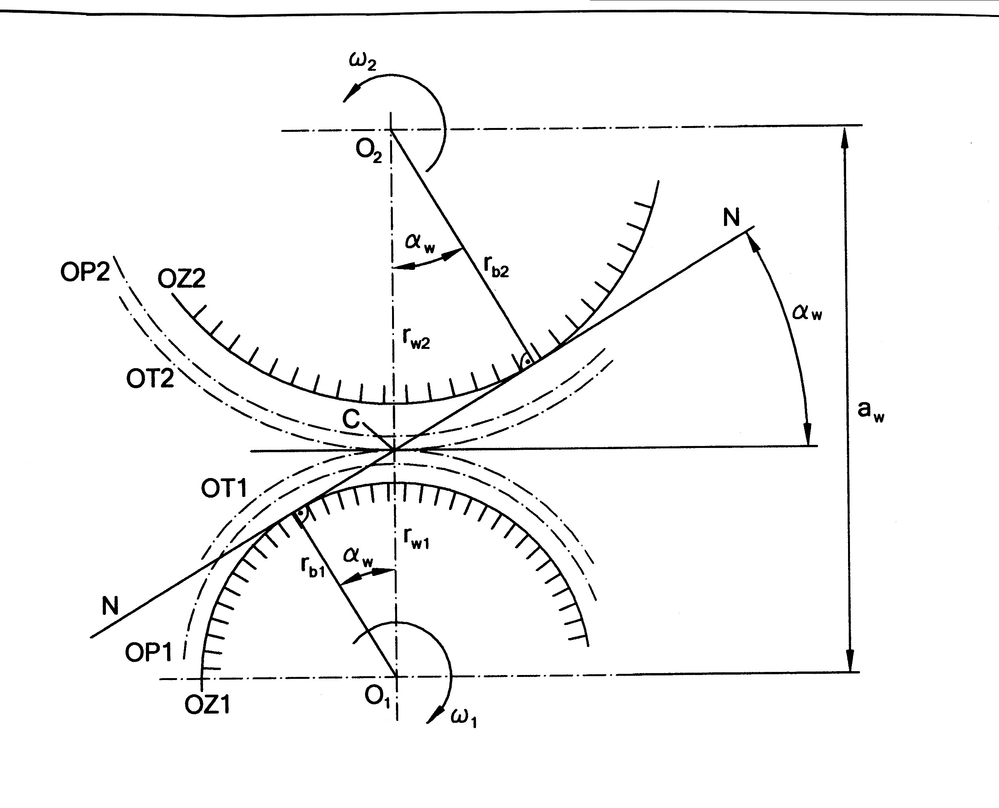 ω₂
O₂
N
αw
rb2
OP2
OZ2
αw
rw2
OT2
C
aw
OT1
rw1
αw
rb1
N
OP1
O₁
OZ1
ω₁